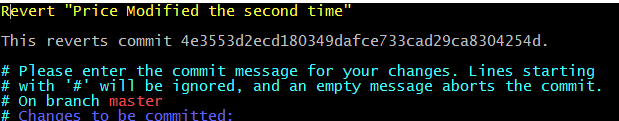 Revert "Price Modified the second time"
This reverts commit 4e3553d2ecd180349dafce733cad29ca8304254d.
# Please enter the commit message for your changes. Lines starting
# with '#' will be ignored, and an empty message aborts the commit.
# On branch master
# Changes to be committed: